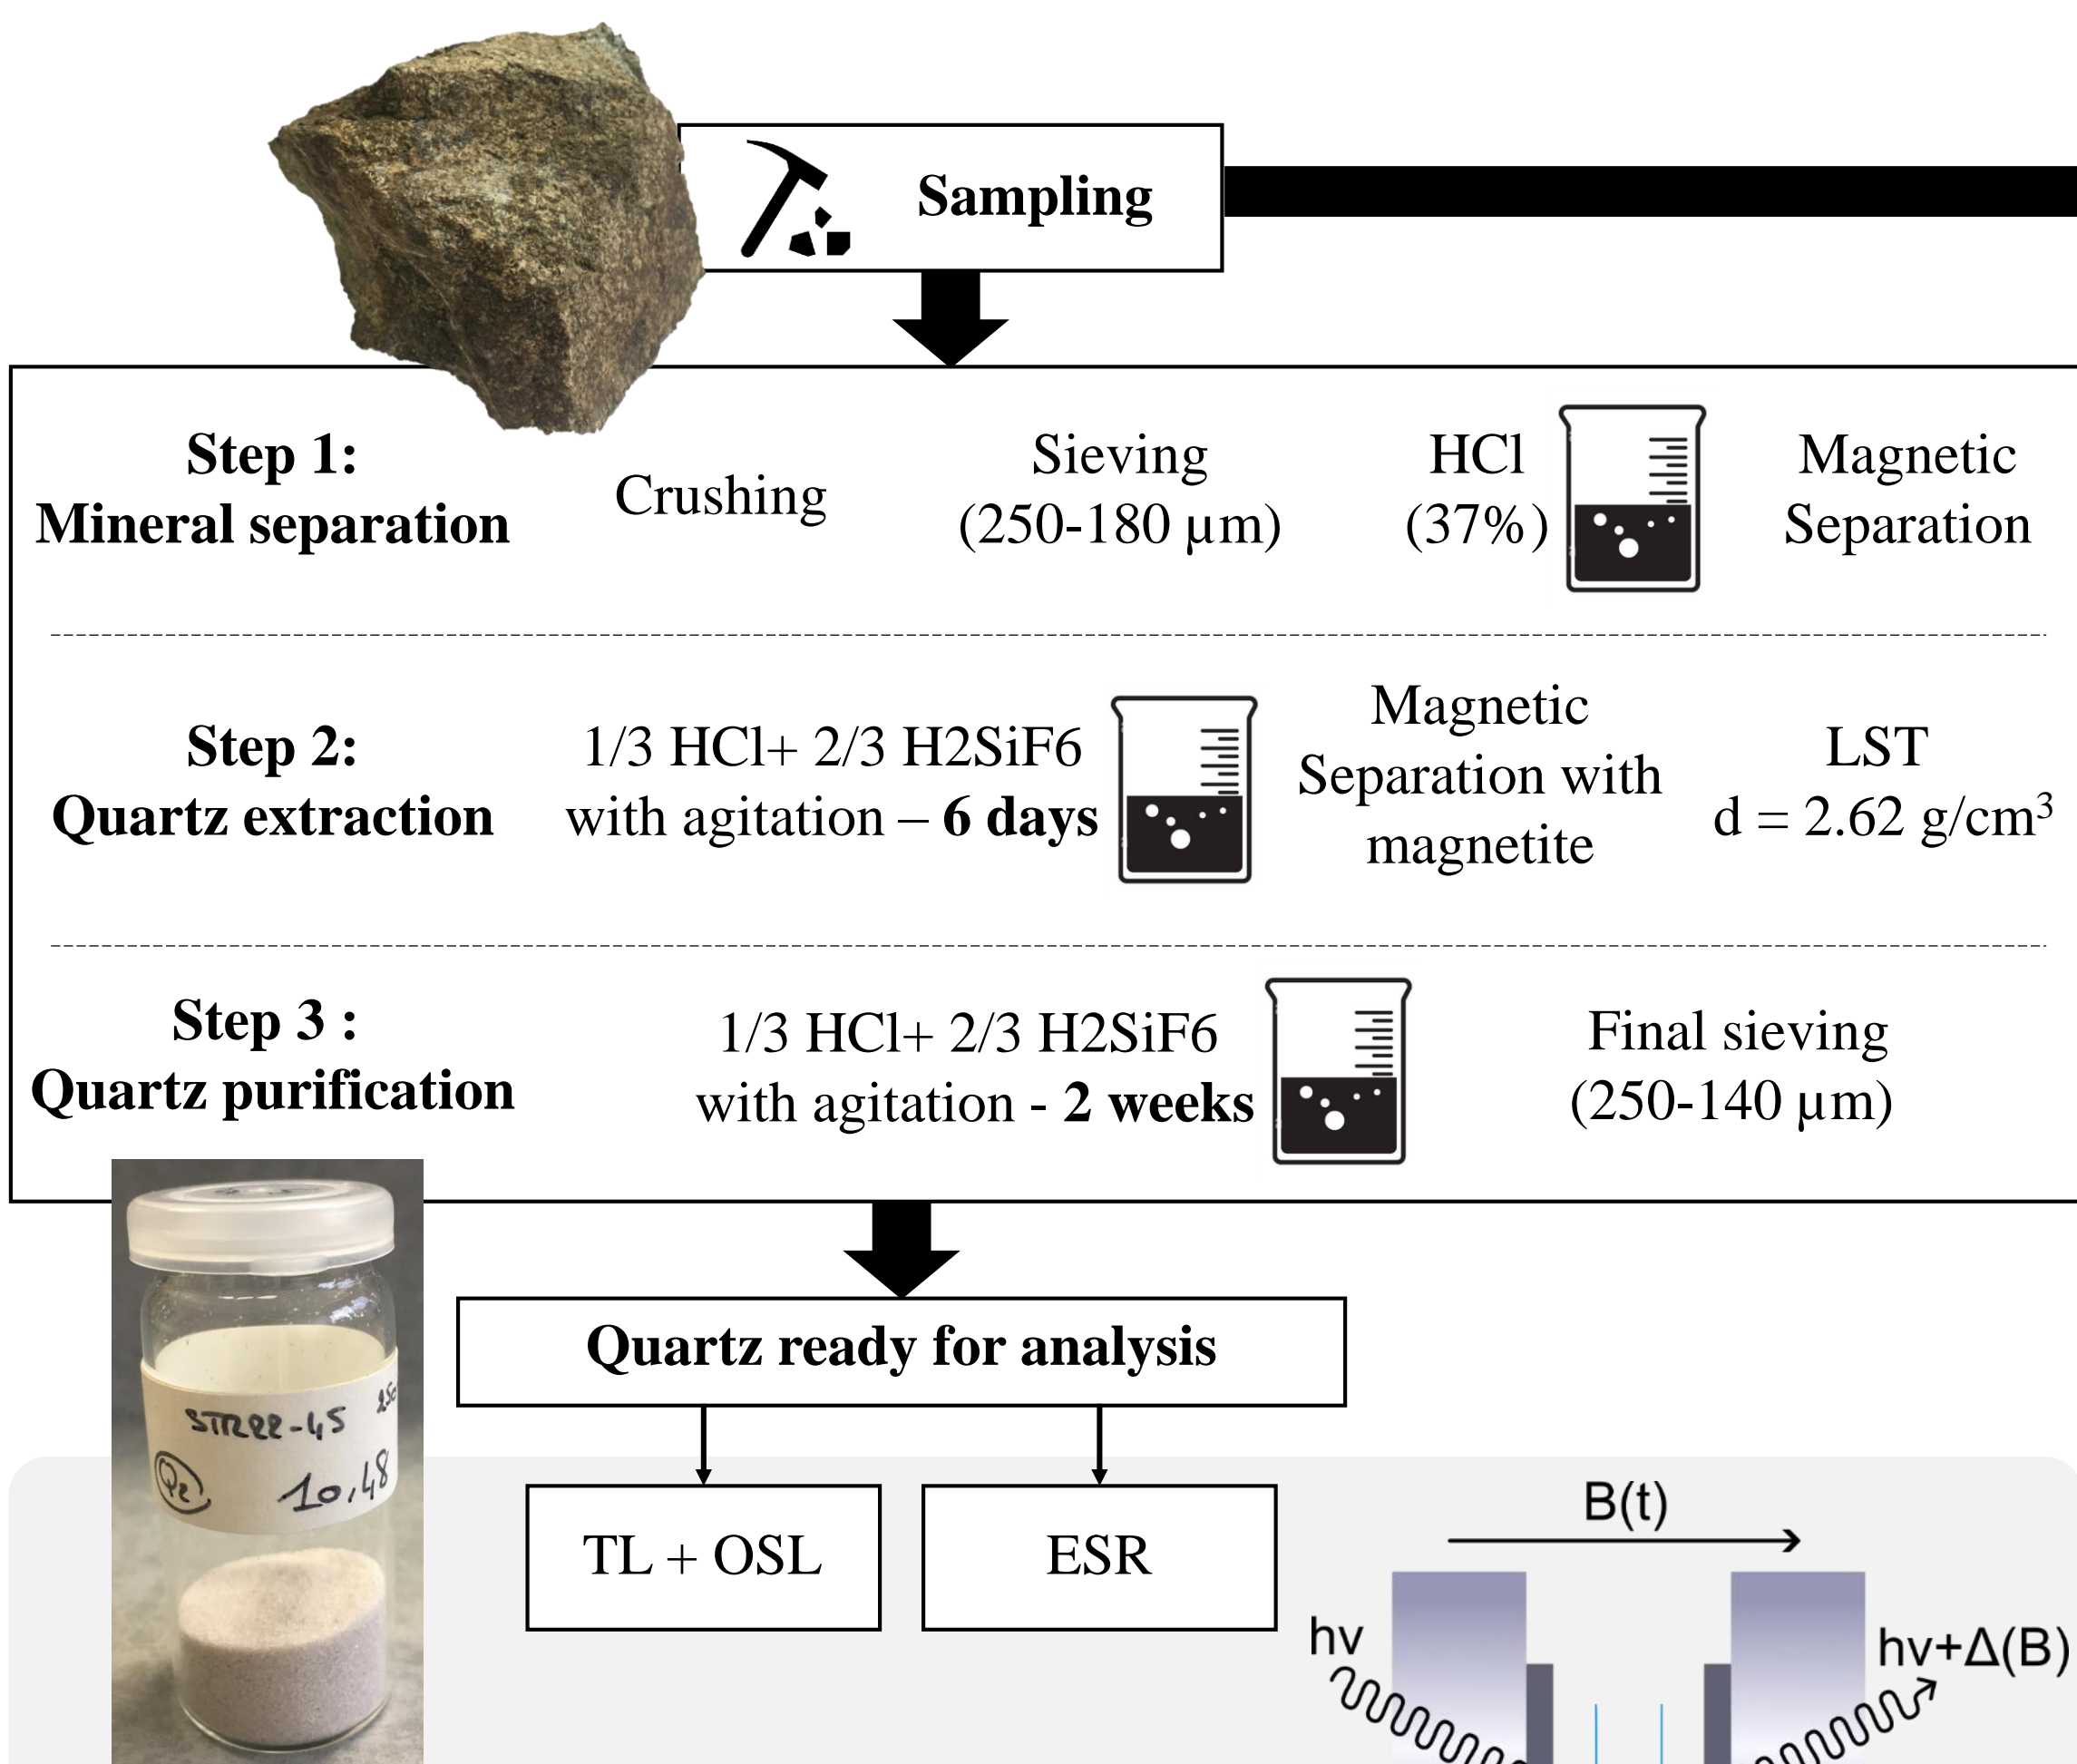 Sampling
Step 1:
Mineral separation
Crushing
Sieving
(250-180 µm)
HCl
(37%)
Magnetic
Separation
Step 2:
Quartz extraction
1/3 HCl+ 2/3 H2SiF6
with agitation – 6 days
Magnetic
Separation with
magnetite
LST
d = 2.62 g/cm³
Step 3 :
Quartz purification
1/3 HCl+ 2/3 H2SiF6
with agitation - 2 weeks
Final sieving
(250-140 µm)
Quartz ready for analysis
STR22-45
Qz
10,48
TL + OSL
ESR
B(t)
hν
hν+Δ(B)